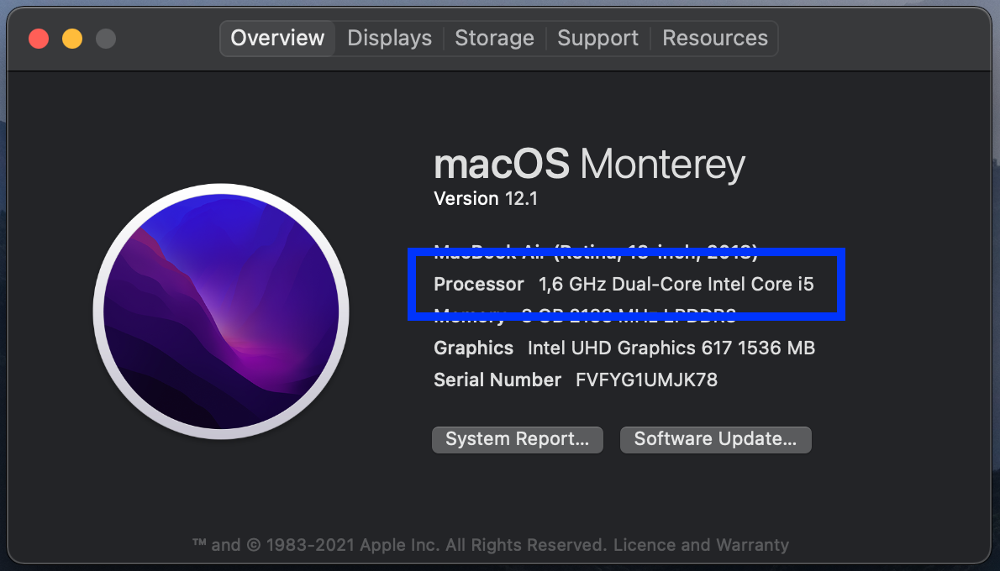 Overview Displays Storage Support Resources
macOS Monterey
Version 12.1
MacBook Air (Retina, 13-inch, 2018)
Processor 1,6 GHz Dual-Core Intel Core i5
Memory 8 GB 2133 MHz LPDDR3
Graphics Intel UHD Graphics 617 1536 MB
Serial Number FVFYG1UMJK78
System Report... Software Update...
™ and © 1983-2021 Apple Inc. All Rights Reserved. Licence and Warranty